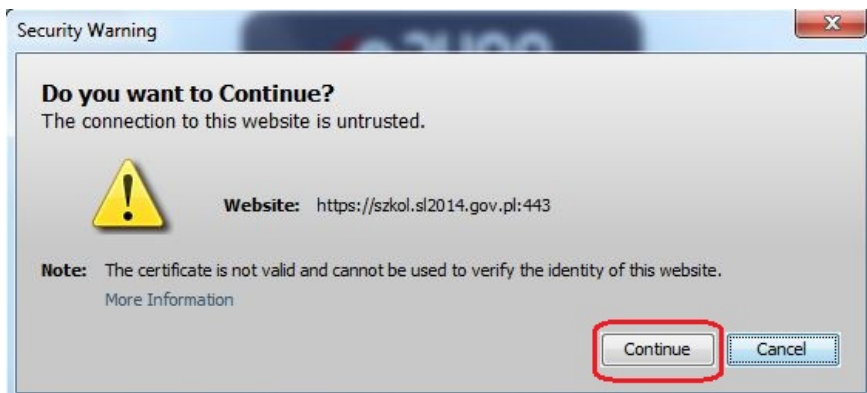 Security Warning
Do you want to Continue?
The connection to this website is untrusted.
Website: https://szkol.sl2014.gov.pl:443
Note: The certificate is not valid and cannot be used to verify the identity of this website.
More Information
Continue Cancel